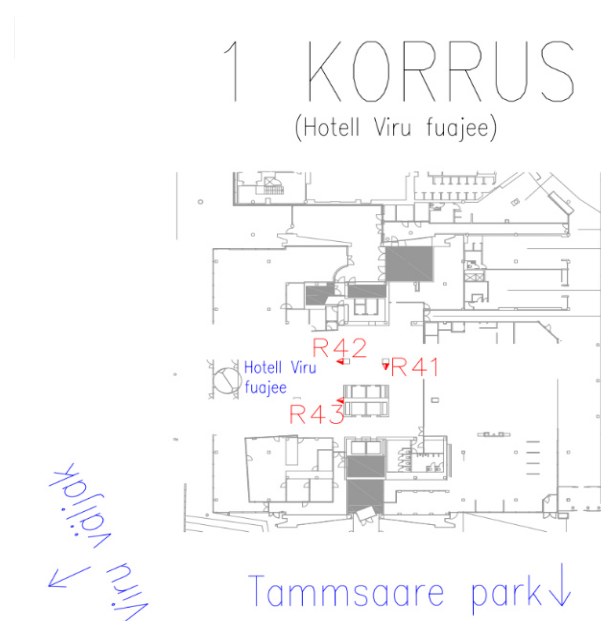 1 KORRUS
(Hotell Viru fuajee)
R42
R41
Hotell Viru
fuajee
R43
Viru väljak
Tammsaare park